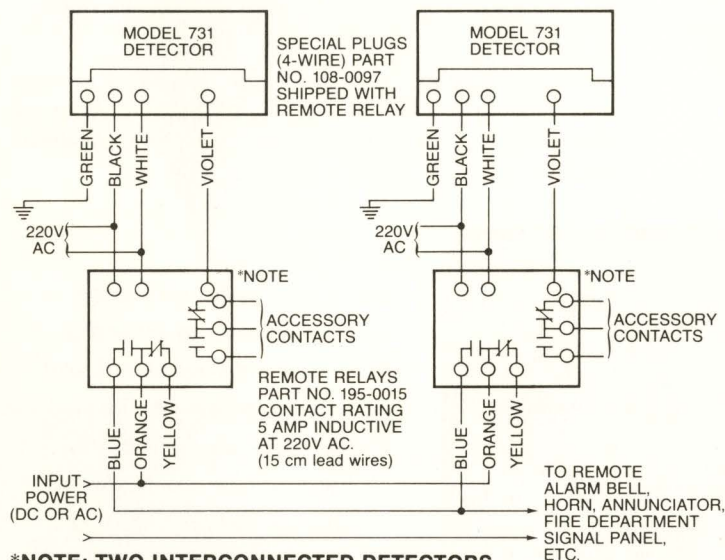 MODEL 731
DETECTOR
SPECIAL PLUGS
(4-WIRE) PART
NO. 108-0097
SHIPPED WITH
REMOTE RELAY
MODEL 731
DETECTOR
GREEN
BLACK
WHITE
VIOLET
GREEN
BLACK
WHITE
VIOLET
220V
AC
220V
AC
*NOTE
*NOTE
ACCESSORY
CONTACTS
ACCESSORY
CONTACTS
REMOTE RELAYS
PART NO. 195-0015
CONTACT RATING
5 AMP INDUCTIVE
AT 220V AC.
(15 cm lead wires)
BLUE
ORANGE
YELLOW
BLUE
ORANGE
YELLOW
INPUT
POWER
(DC OR AC)
TO REMOTE
ALARM BELL,
HORN, ANNUNCIATOR,
FIRE DEPARTMENT
SIGNAL PANEL,
ETC.
*NOTE: TWO INTERCONNECTED DETECTORS